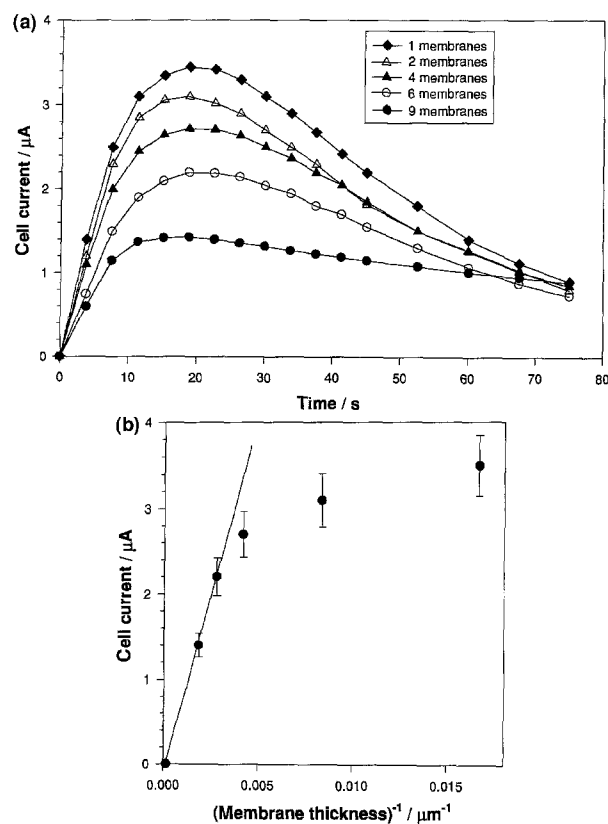 (a)
4
3
2
1
0
Cell current / μA
1 membranes
2 membranes
4 membranes
6 membranes
9 membranes
0 10 20 30 40 50 60 70 80
Time / s
(b)
4
3
2
1
0
Cell current / μA
0.000 0.005 0.010 0.015
(Membrane thickness)⁻¹ / μm⁻¹